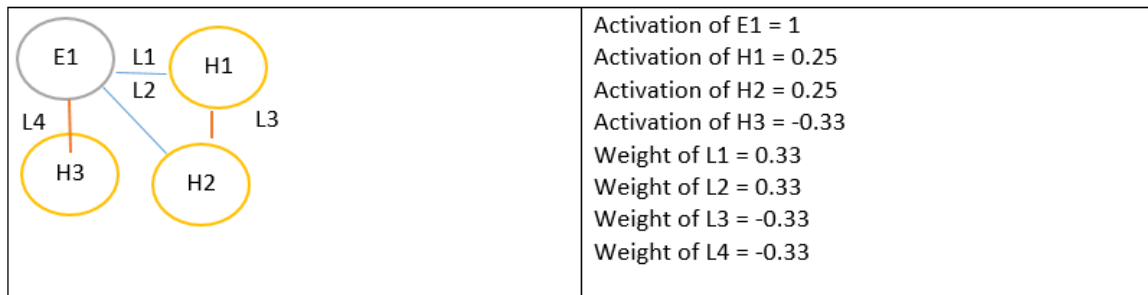 E1
L1
H1
L2
L4
L3
H3
H2
Activation of E1 = 1
Activation of H1 = 0.25
Activation of H2 = 0.25
Activation of H3 = -0.33
Weight of L1 = 0.33
Weight of L2 = 0.33
Weight of L3 = -0.33
Weight of L4 = -0.33